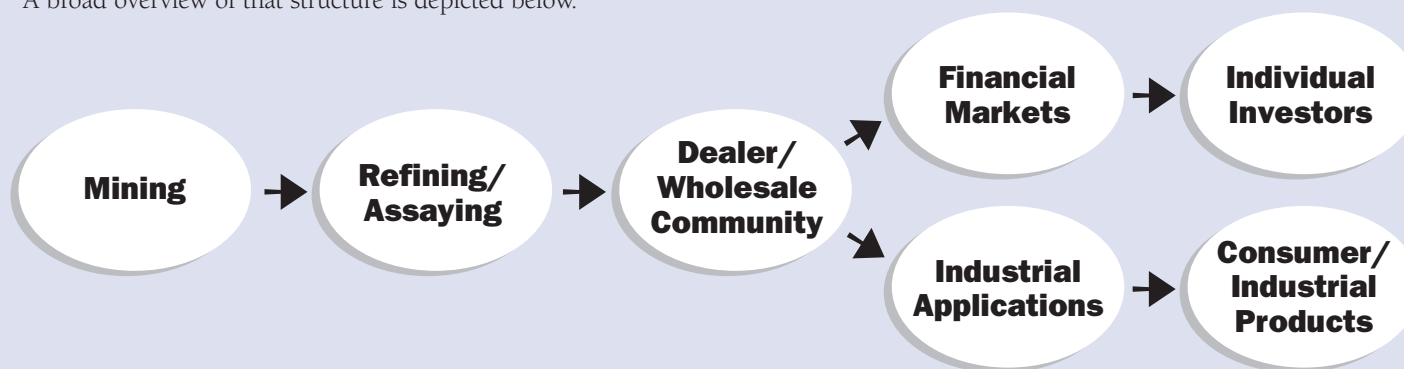 A broad overview of that structure is depicted below.
Mining
Refining/
Assaying
Dealer/
Wholesale
Community
Financial
Markets
Individual
Investors
Industrial
Applications
Consumer/
Industrial
Products